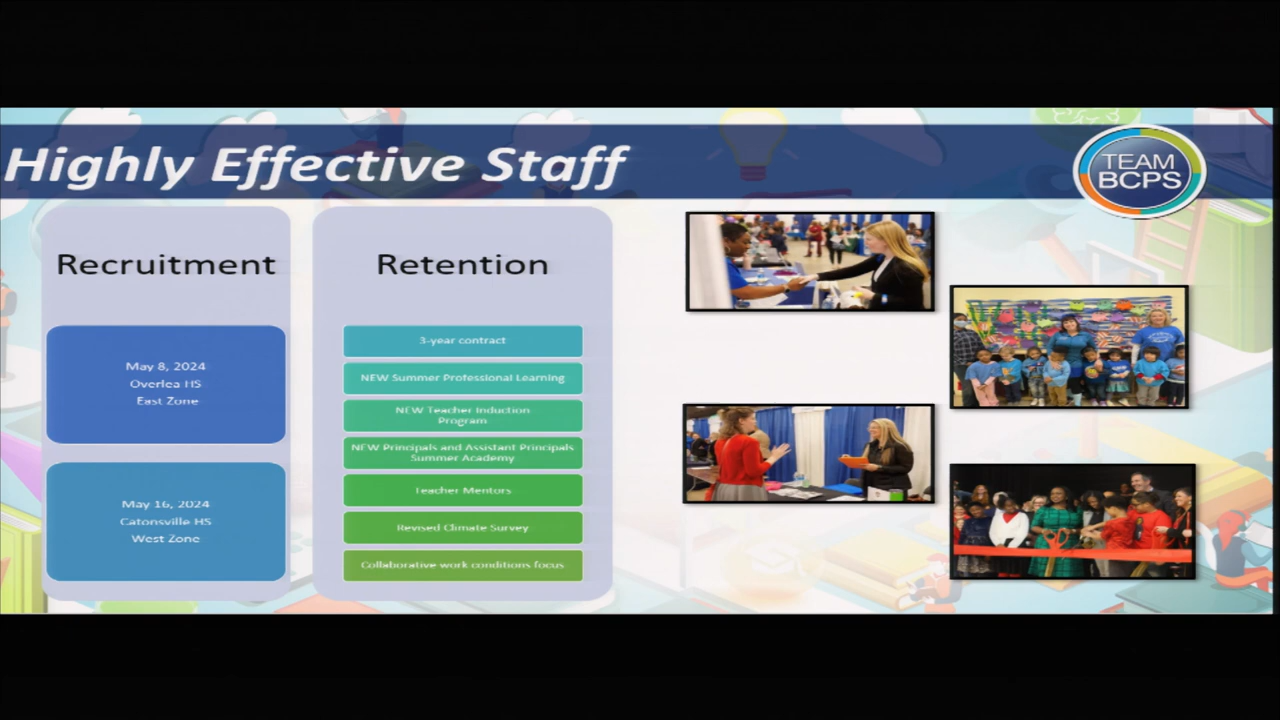 Highly Effective Staff
TEAM
BCPS
Recruitment
May 8, 2024
Overlea HS
East Zone
May 16, 2024
Catonsville HS
West Zone
Retention
3-year contract
NEW Summer Professional Learning
NEW Teacher Induction
Program
NEW Principals and Assistant Principals
Summer Academy
Teacher Mentors
Revised Climate Survey
Collaborative work conditions focus